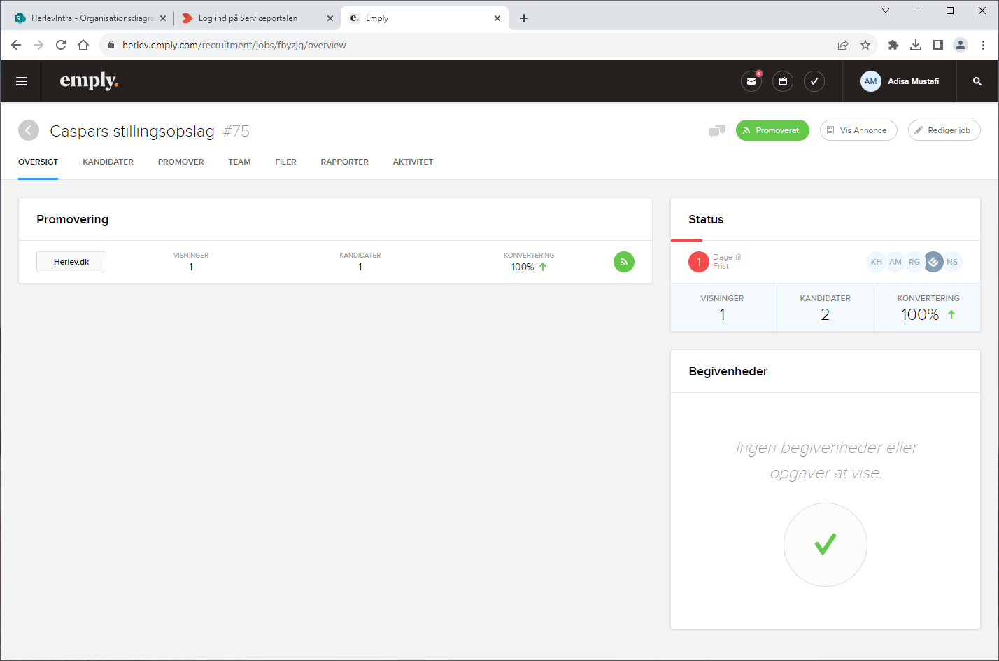 HerlevIntra - Organisationsdiagra
Log ind på Serviceportalen
Emply
herlev.emply.com/recruitment/jobs/fbyzjg/overview
emply.
5
AM
Adisa Mustafi
Caspars stillingsopslag #75
Promoveret
Vis Annonce
Rediger job
OVERSIGT
KANDIDATER
PROMOVER
TEAM
FILER
RAPPORTER
AKTIVITET
Promovering
Herlev.dk
VISNINGER
1
KANDIDATER
1
KONVERTERING
100%
Status
1
Dage til
Frist
KH
AM
RG
NS
VISNINGER
1
KANDIDATER
2
KONVERTERING
100%
Begivenheder
Ingen begivenheder eller
opgaver at vise.